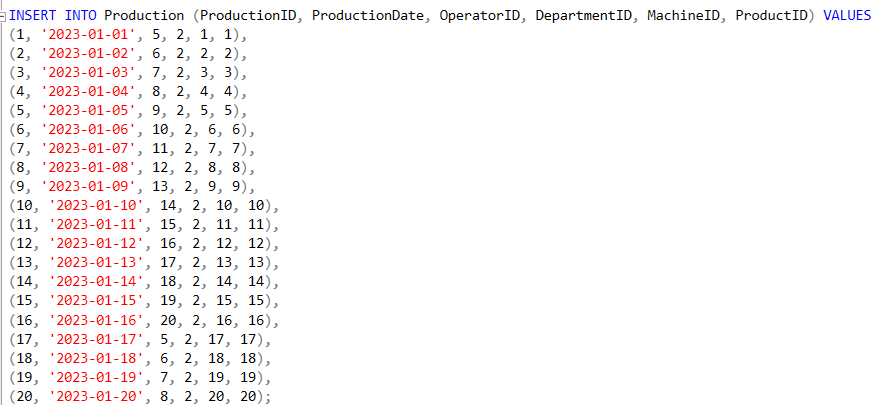 INSERT INTO Production (ProductionID, ProductionDate, OperatorID, DepartmentID, MachineID, ProductID) VALUES
(1, '2023-01-01', 5, 2, 1, 1),
(2, '2023-01-02', 6, 2, 2, 2),
(3, '2023-01-03', 7, 2, 3, 3),
(4, '2023-01-04', 8, 2, 4, 4),
(5, '2023-01-05', 9, 2, 5, 5),
(6, '2023-01-06', 10, 2, 6, 6),
(7, '2023-01-07', 11, 2, 7, 7),
(8, '2023-01-08', 12, 2, 8, 8),
(9, '2023-01-09', 13, 2, 9, 9),
(10, '2023-01-10', 14, 2, 10, 10),
(11, '2023-01-11', 15, 2, 11, 11),
(12, '2023-01-12', 16, 2, 12, 12),
(13, '2023-01-13', 17, 2, 13, 13),
(14, '2023-01-14', 18, 2, 14, 14),
(15, '2023-01-15', 19, 2, 15, 15),
(16, '2023-01-16', 20, 2, 16, 16),
(17, '2023-01-17', 5, 2, 17, 17),
(18, '2023-01-18', 6, 2, 18, 18),
(19, '2023-01-19', 7, 2, 19, 19),
(20, '2023-01-20', 8, 2, 20, 20);